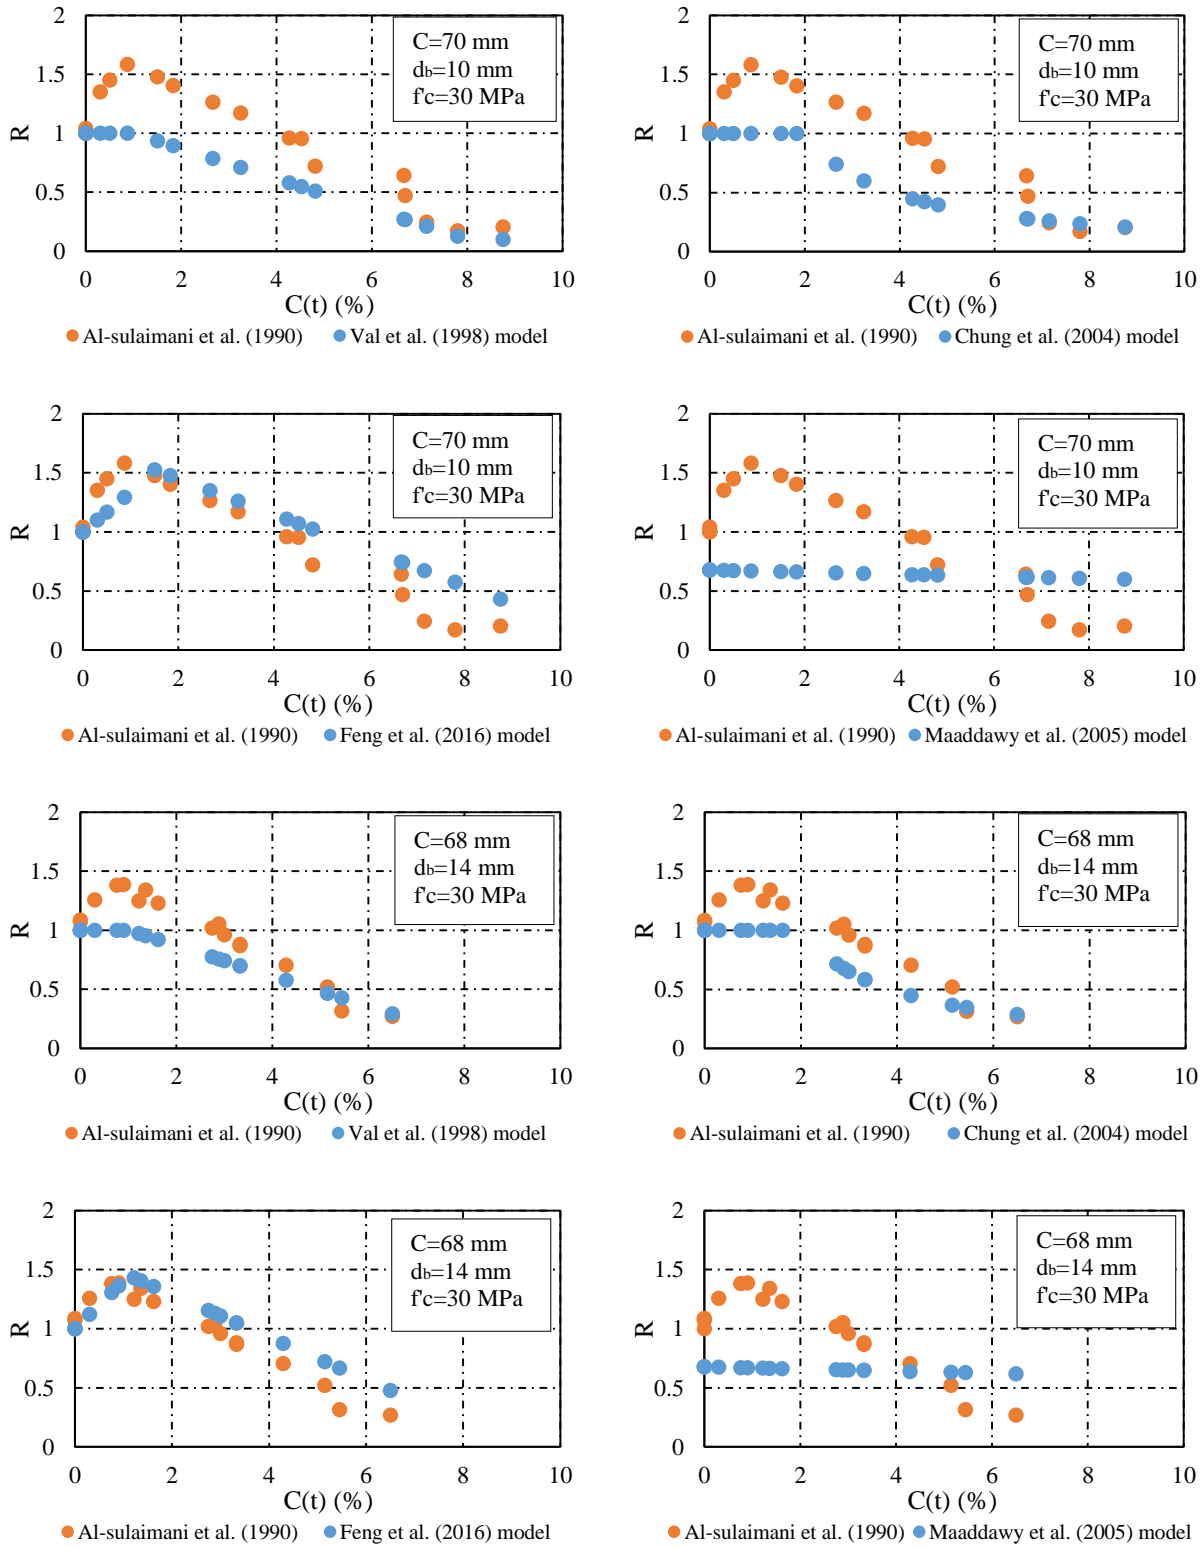 2
1.5
1
0.5
0
R
C=70 mm
db=10 mm
f'c=30 MPa
0 2 4 6 8 10
C(t) (%)
Al-sulaimani et al. (1990) Val et al. (1998) model
2
1.5
1
0.5
0
R
C=70 mm
db=10 mm
f'c=30 MPa
0 2 4 6 8 10
C(t) (%)
Al-sulaimani et al. (1990) Chung et al. (2004) model
2
1.5
1
0.5
0
R
C=70 mm
db=10 mm
f'c=30 MPa
0 2 4 6 8 10
C(t) (%)
Al-sulaimani et al. (1990) Feng et al. (2016) model
2
1.5
1
0.5
0
R
C=70 mm
db=10 mm
f'c=30 MPa
0 2 4 6 8 10
C(t) (%)
Al-sulaimani et al. (1990) Maaddawy et al. (2005) model
2
1.5
1
0.5
0
R
C=68 mm
db=14 mm
f'c=30 MPa
0 2 4 6 8 10
C(t) (%)
Al-sulaimani et al. (1990) Val et al. (1998) model
2
1.5
1
0.5
0
R
C=68 mm
db=14 mm
f'c=30 MPa
0 2 4 6 8 10
C(t) (%)
Al-sulaimani et al. (1990) Chung et al. (2004) model
2
1.5
1
0.5
0
R
C=68 mm
db=14 mm
f'c=30 MPa
0 2 4 6 8 10
C(t) (%)
Al-sulaimani et al. (1990) Feng et al. (2016) model
2
1.5
1
0.5
0
R
C=68 mm
db=14 mm
f'c=30 MPa
0 2 4 6 8 10
C(t) (%)
Al-sulaimani et al. (1990) Maaddawy et al. (2005) model